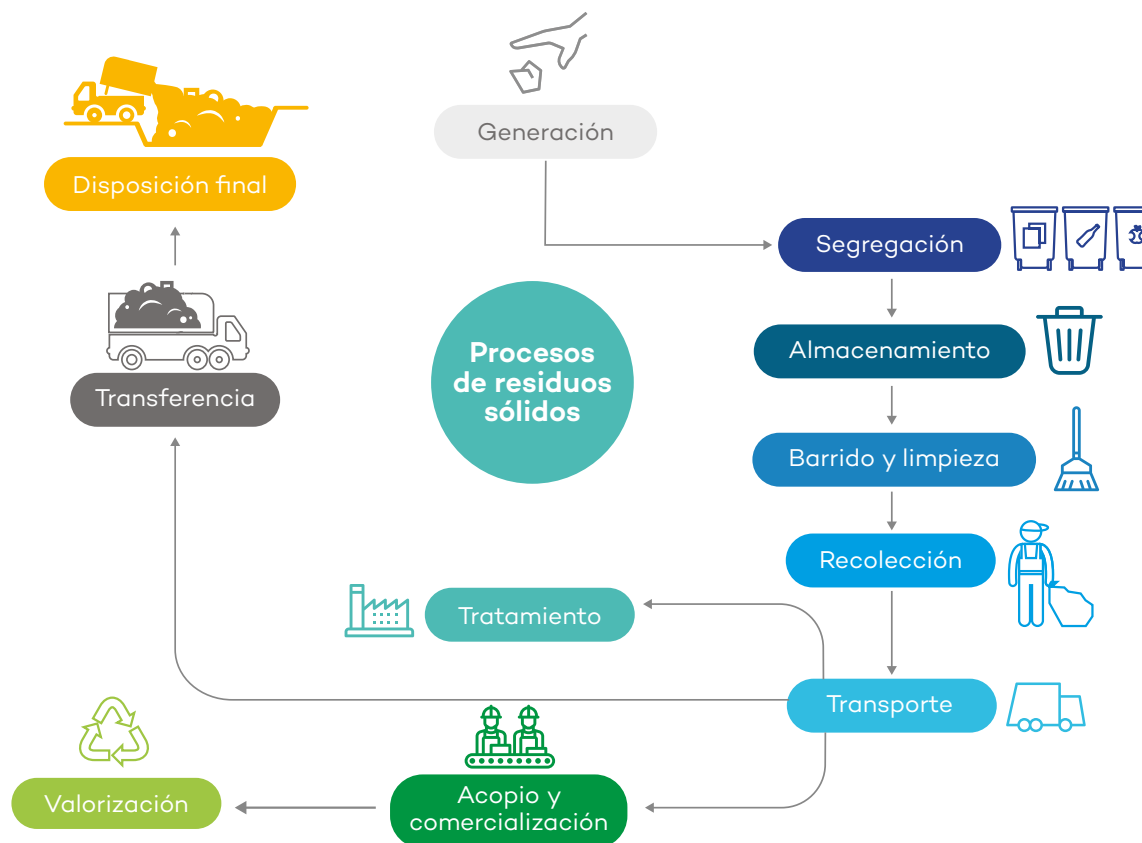 Generación
Disposición final
Segregación
Procesos
de residuos
sólidos
Almacenamiento
Transferencia
Barrido y limpieza
Recolección
Tratamiento
Transporte
Valorización
Acopio y
comercialización